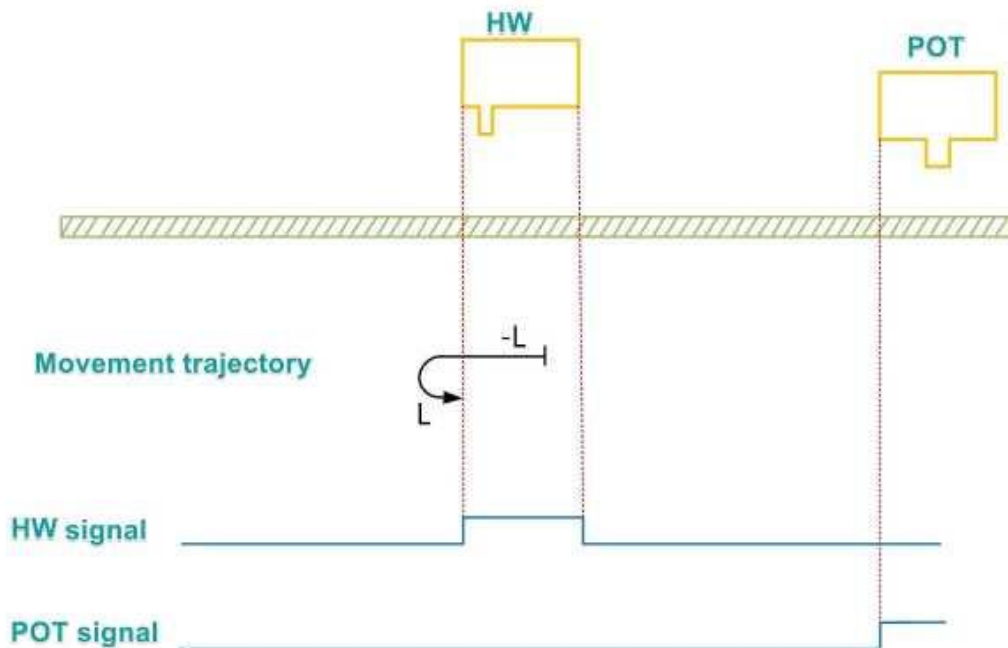 HW
POT
-L
Movement trajectory
L
HW signal
POT signal